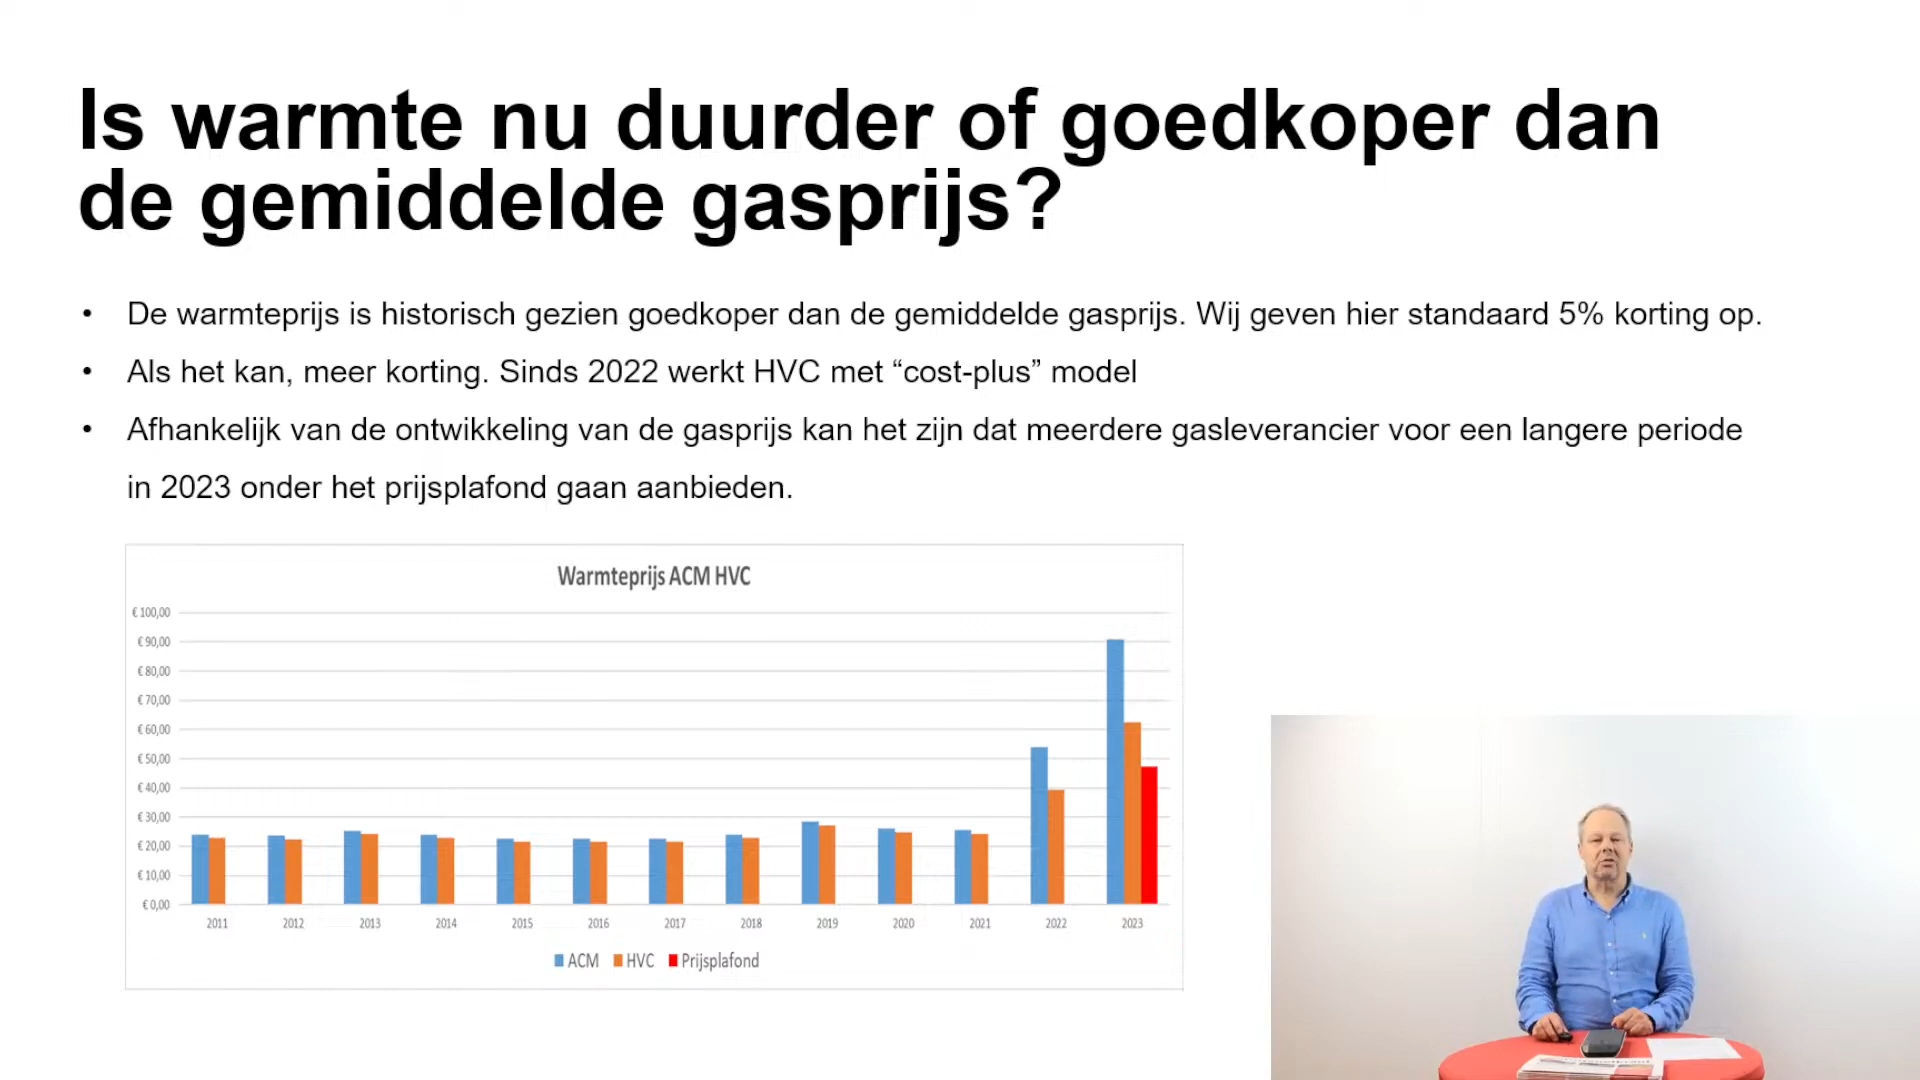 Is warmte nu duurder of goedkoper dan
de gemiddelde gasprijs?
• De warmteprijs is historisch gezien goedkoper dan de gemiddelde gasprijs. Wij geven hier standaard 5% korting op.
• Als het kan, meer korting. Sinds 2022 werkt HVC met “cost-plus” model
• Afhankelijk van de ontwikkeling van de gasprijs kan het zijn dat meerdere gasleverancier voor een langere periode
in 2023 onder het prijsplafond gaan aanbieden.
Warmteprijs ACM HVC
€ 100,00
€ 90,00
€ 80,00
€ 70,00
€ 60,00
€ 50,00
€ 40,00
€ 30,00
€ 20,00
€ 10,00
€ 0,00
2011 2012 2013 2014 2015 2016 2017 2018 2019 2020 2021 2022 2023
ACM HVC Prijsplafond